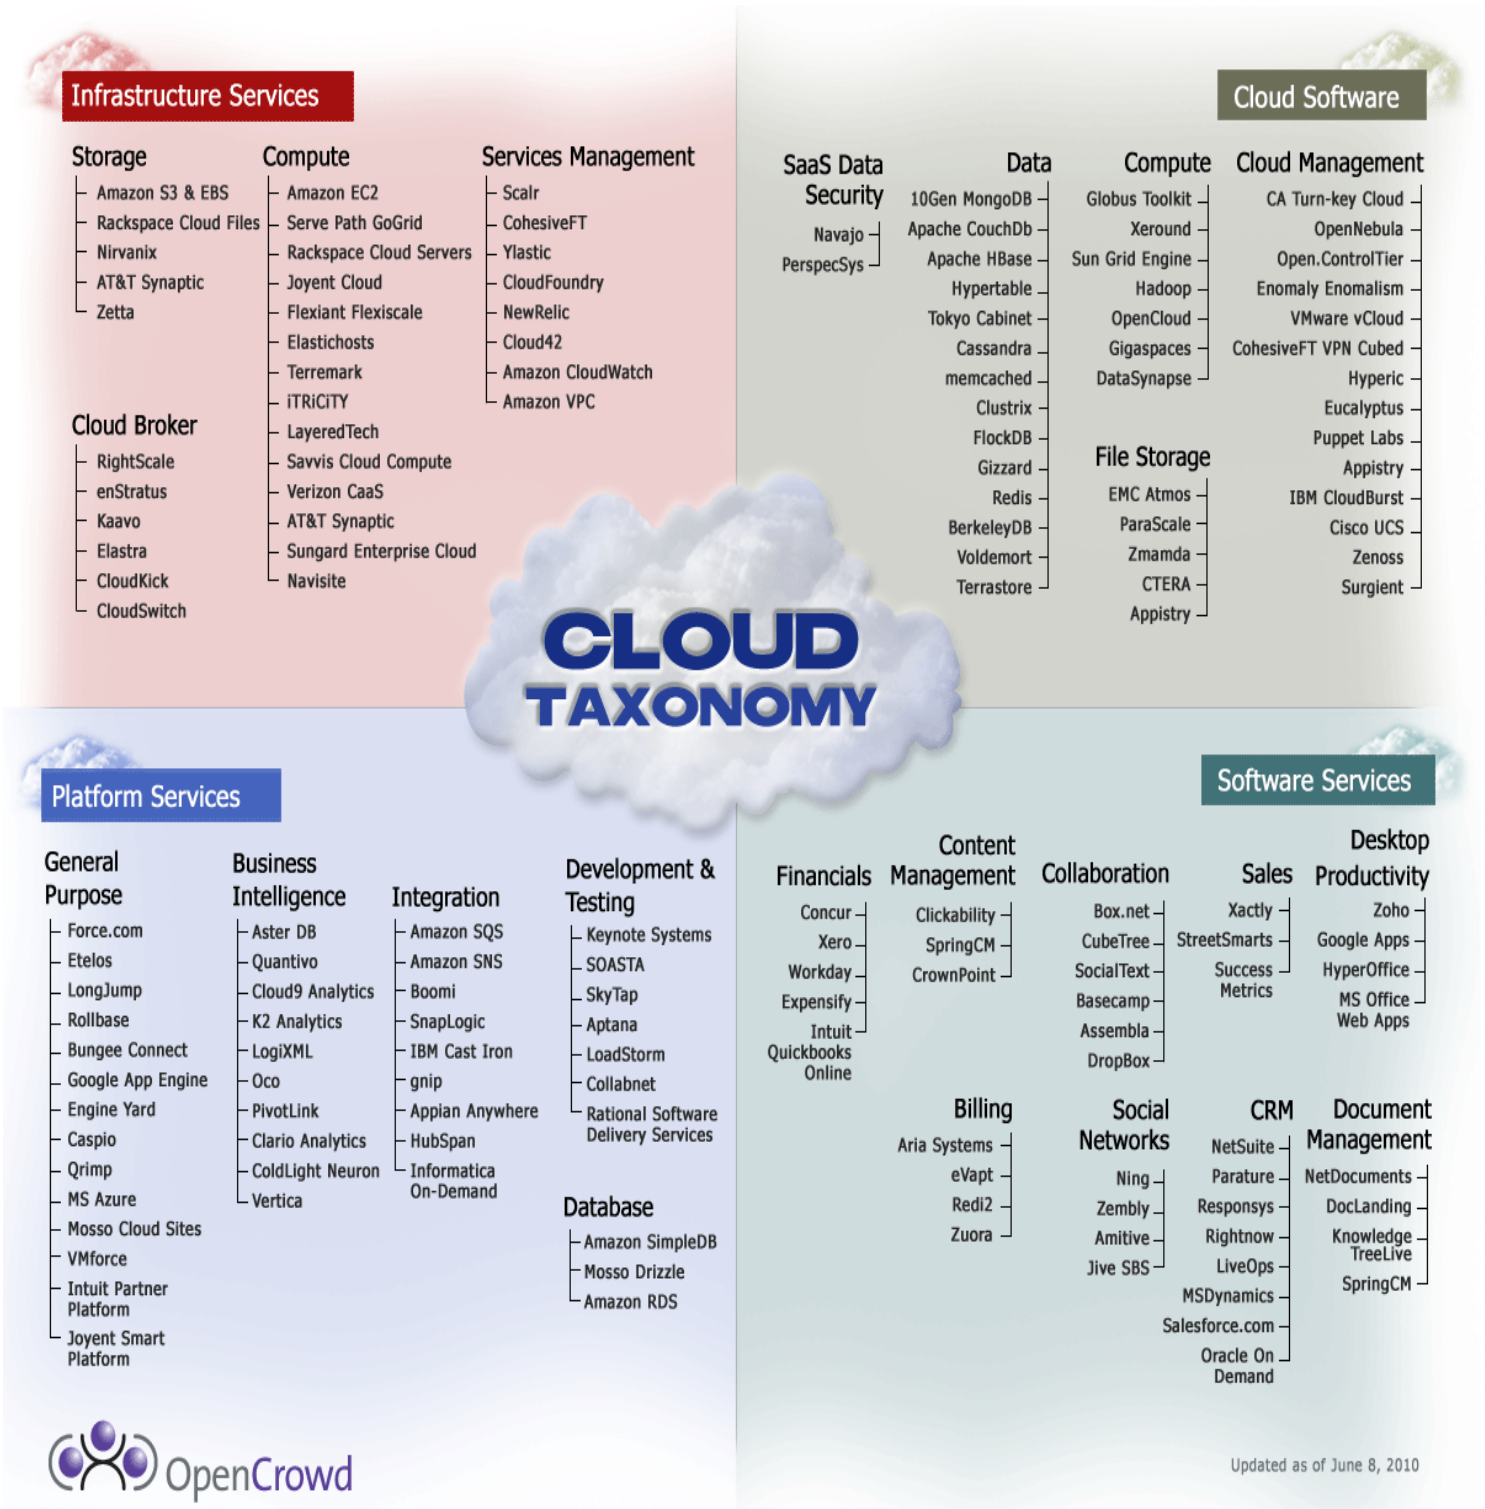 Infrastructure Services
Storage
Amazon S3 & EBS
Rackspace Cloud Files
Nirvanix
AT&T Synaptic
Zetta
Cloud Broker
RightScale
enStratus
Kaavo
Elastra
CloudKick
CloudSwitch
Compute
Amazon EC2
Serve Path GoGrid
Rackspace Cloud Servers
Joyent Cloud
Flexiant Flexiscale
Elastichosts
Terremark
iTRiCiTY
LayeredTech
Savvis Cloud Compute
Verizon CaaS
AT&T Synaptic
Sungard Enterprise Cloud
Navisite
Services Management
Scalr
CohesiveFT
Ylastic
CloudFoundry
NewRelic
Cloud42
Amazon CloudWatch
Amazon VPC
Cloud Software
SaaS Data
Security
Navajo
PerspecSys
Data
10Gen MongoDB
Apache CouchDb
Apache HBase
Hypertable
Tokyo Cabinet
Cassandra
memcached
Clustrix
FlockDB
Gizzard
Redis
BerkeleyDB
Voldemort
Terrastore
Compute
Globus Toolkit
Xeround
Sun Grid Engine
Hadoop
OpenCloud
Gigaspaces
DataSynapse
File Storage
EMC Atmos
ParaScale
Zmamda
CTERA
Appistry
Cloud Management
CA Turn-key Cloud
OpenNebula
Open.ControlTier
Enomaly Enomalism
VMware vCloud
CohesiveFT VPN Cubed
Hyperic
Eucalyptus
Puppet Labs
Appistry
IBM CloudBurst
Cisco UCS
Zenoss
Surgient
CLOUD
TAXONOMY
Platform Services
General
Purpose
Force.com
Etelos
LongJump
Rollbase
Bungee Connect
Google App Engine
Engine Yard
Caspio
Qrimp
MS Azure
Mosso Cloud Sites
VMforce
Intuit Partner
Platform
Joyent Smart
Platform
Business
Intelligence
Aster DB
Quantivo
Cloud9 Analytics
K2 Analytics
LogiXML
Oco
PivotLink
Clario Analytics
ColdLight Neuron
Vertica
Integration
Amazon SQS
Amazon SNS
Boomi
SnapLogic
IBM Cast Iron
gnip
Appian Anywhere
HubSpan
Informatica
On-Demand
Development &
Testing
Keynote Systems
SOASTA
SkyTap
Aptana
LoadStorm
Collabnet
Rational Software
Delivery Services
Database
Amazon SimpleDB
Mosso Drizzle
Amazon RDS
Software Services
Financials
Concur
Xero
Workday
Expensify
Intuit
Quickbooks
Online
Content
Management
Clickability
SpringCM
CrownPoint
Collaboration
Box.net
CubeTree
SocialText
Basecamp
Assembla
DropBox
Sales
Xactly
StreetSmarts
Success
Metrics
Desktop
Productivity
Zoho
Google Apps
HyperOffice
MS Office
Web Apps
Billing
Aria Systems
eVapt
Redi2
Zuora
Social
Networks
Ning
Zembly
Amitive
Jive SBS
CRM
NetSuite
Parature
Responsys
Rightnow
LiveOps
MSDynamics
Salesforce.com
Oracle On
Demand
Document
Management
NetDocuments
DocLanding
Knowledge
TreeLive
SpringCM
OpenCrowd
Updated as of June 8, 2010